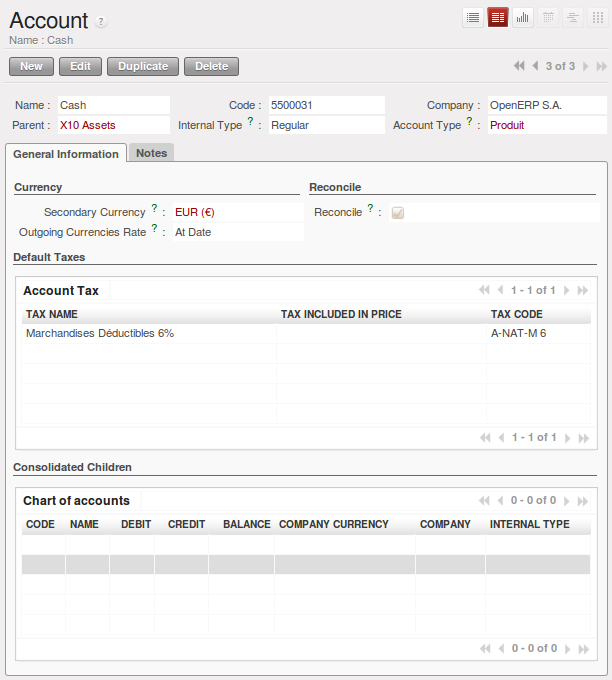 Account ?
Name : Cash
New Edit Duplicate Delete 3 of 3
Name : Cash Code : 5500031 Company : OpenERP S.A.
Parent : X10 Assets Internal Type ? : Regular Account Type ? : Produit
General Information Notes
Currency Reconcile
Secondary Currency ? : EUR (€) Reconcile ? :
Outgoing Currencies Rate ? : At Date
Default Taxes
Account Tax 1 - 1 of 1
TAX NAME TAX INCLUDED IN PRICE TAX CODE
Marchandises Déductibles 6% A-NAT-M 6
1 - 1 of 1
Consolidated Children
Chart of accounts 0 - 0 of 0
CODE NAME DEBIT CREDIT BALANCE COMPANY CURRENCY COMPANY INTERNAL TYPE
0 - 0 of 0